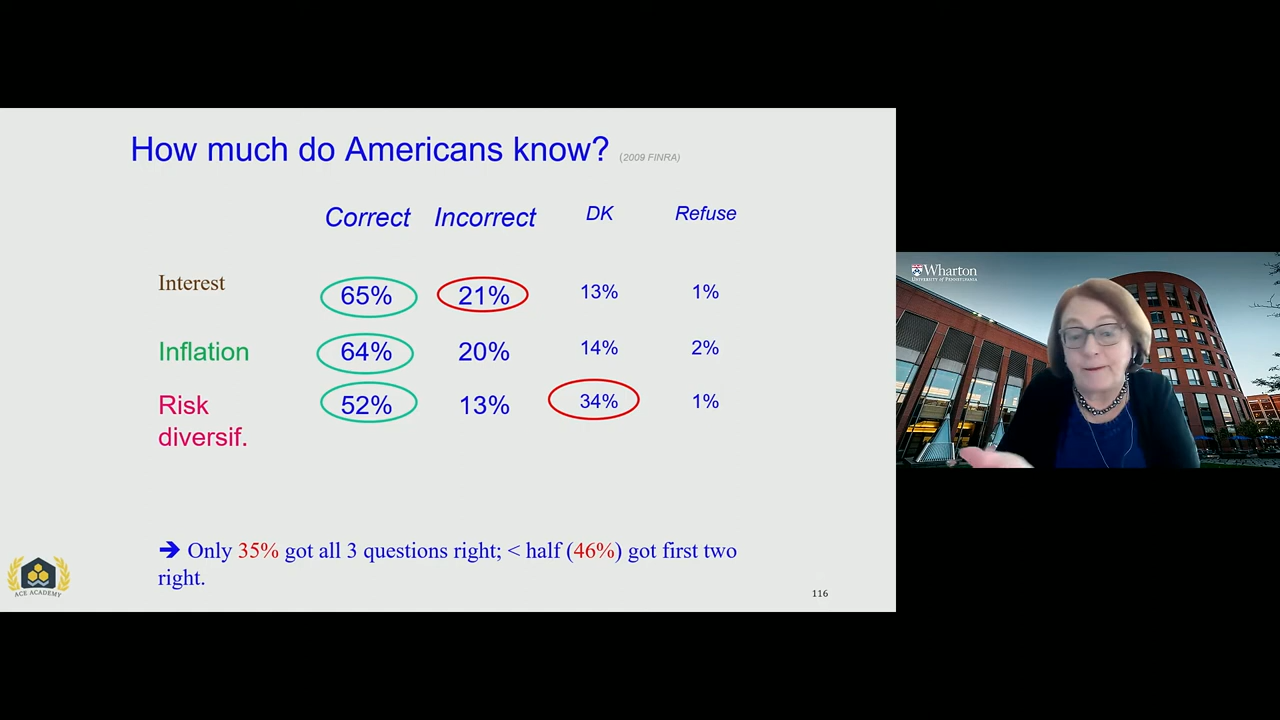 How much do Americans know? (2009 FINRA)
Correct Incorrect DK Refuse
Interest 65% 21% 13% 1%
Inflation 64% 20% 14% 2%
Risk diversif. 52% 13% 34% 1%
➔ Only 35% got all 3 questions right; < half (46%) got first two
right.
ACE ACADEMY
116
Wharton
UNIVERSITY OF PENNSYLVANIA